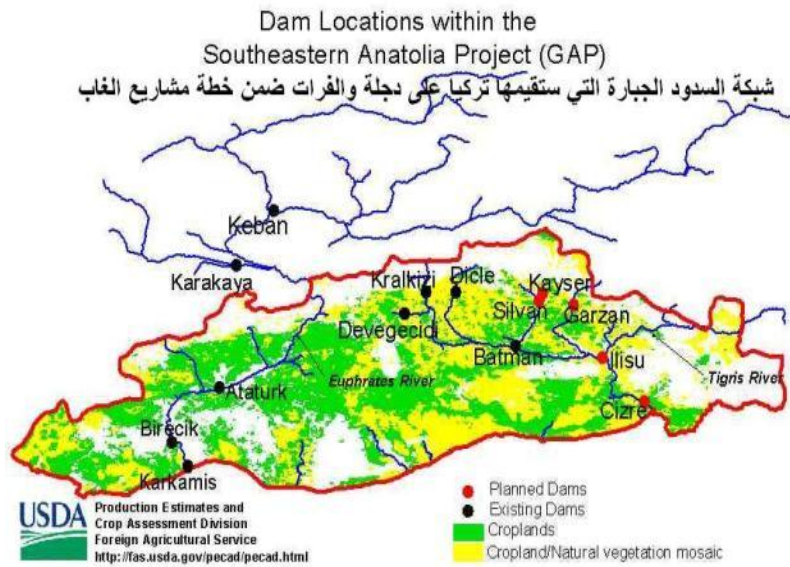 Dam Locations within the
Southeastern Anatolia Project (GAP)
شبكة السدود الجبارة التي ستقيمها تركيا على دجلة والفرات ضمن خطة مشاريع الغاب
Keban
Karakaya
Kralkizi
Dicle
Kayser
Silvan
Garzan
Devegecidi
Batman
Ilisu
Euphrates River
Tigris River
Ataturk
Cizre
Birecik
Karkamis
Planned Dams
Existing Dams
Croplands
Cropland/Natural vegetation mosaic
USDA
Production Estimates and
Crop Assessment Division
Foreign Agricultural Service
http://fas.usda.gov/pecad/pecad.html